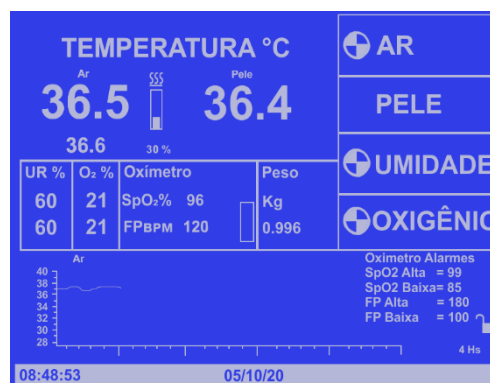 TEMPERATURA °C
Ar
Pele
36.5
36.4
36.6
30 %
AR
PELE
UMIDADE
OXIGÊNIO
UR % O₂ % Oxímetro Peso
60 21 SpO₂% 96 Kg
60 21 FPBPM 120 0.996
Ar
40
38
36
34
32
30
28
Oximetro Alarmes
SpO2 Alta = 99
SpO2 Baixa= 85
FP Alta = 180
FP Baixa = 100
4 Hs
08:48:53 05/10/20